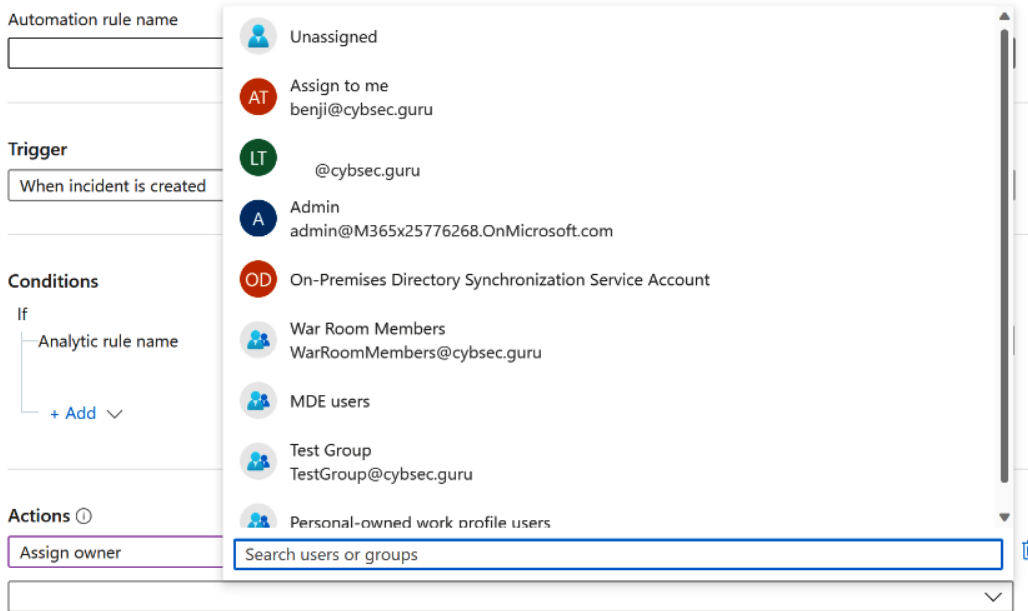 Automation rule name
Trigger
When incident is created
Conditions
If
Analytic rule name
+ Add
Actions
Assign owner
Unassigned
AT
Assign to me
benji@cybsec.guru
LT
@cybsec.guru
A
Admin
admin@M365x25776268.OnMicrosoft.com
OD
On-Premises Directory Synchronization Service Account
War Room Members
WarRoomMembers@cybsec.guru
MDE users
Test Group
TestGroup@cybsec.guru
Personal-owned work profile users
Search users or groups